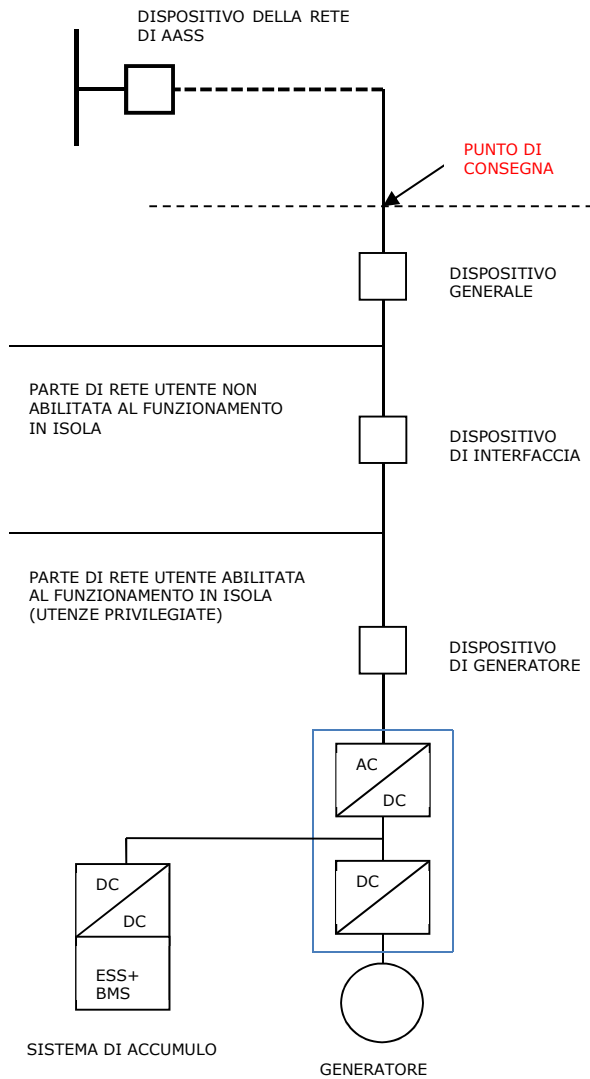 DISPOSITIVO DELLA RETE
DI AASS
PUNTO DI
CONSEGNA
DISPOSITIVO
GENERALE
PARTE DI RETE UTENTE NON
ABILITATA AL FUNZIONAMENTO
IN ISOLA
DISPOSITIVO
DI INTERFACCIA
PARTE DI RETE UTENTE ABILITATA
AL FUNZIONAMENTO IN ISOLA
(UTENZE PRIVILEGIATE)
DISPOSITIVO
DI GENERATORE
AC
DC
DC
DC
DC
ESS+
BMS
SISTEMA DI ACCUMULO
GENERATORE